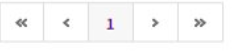 « < 1 > »